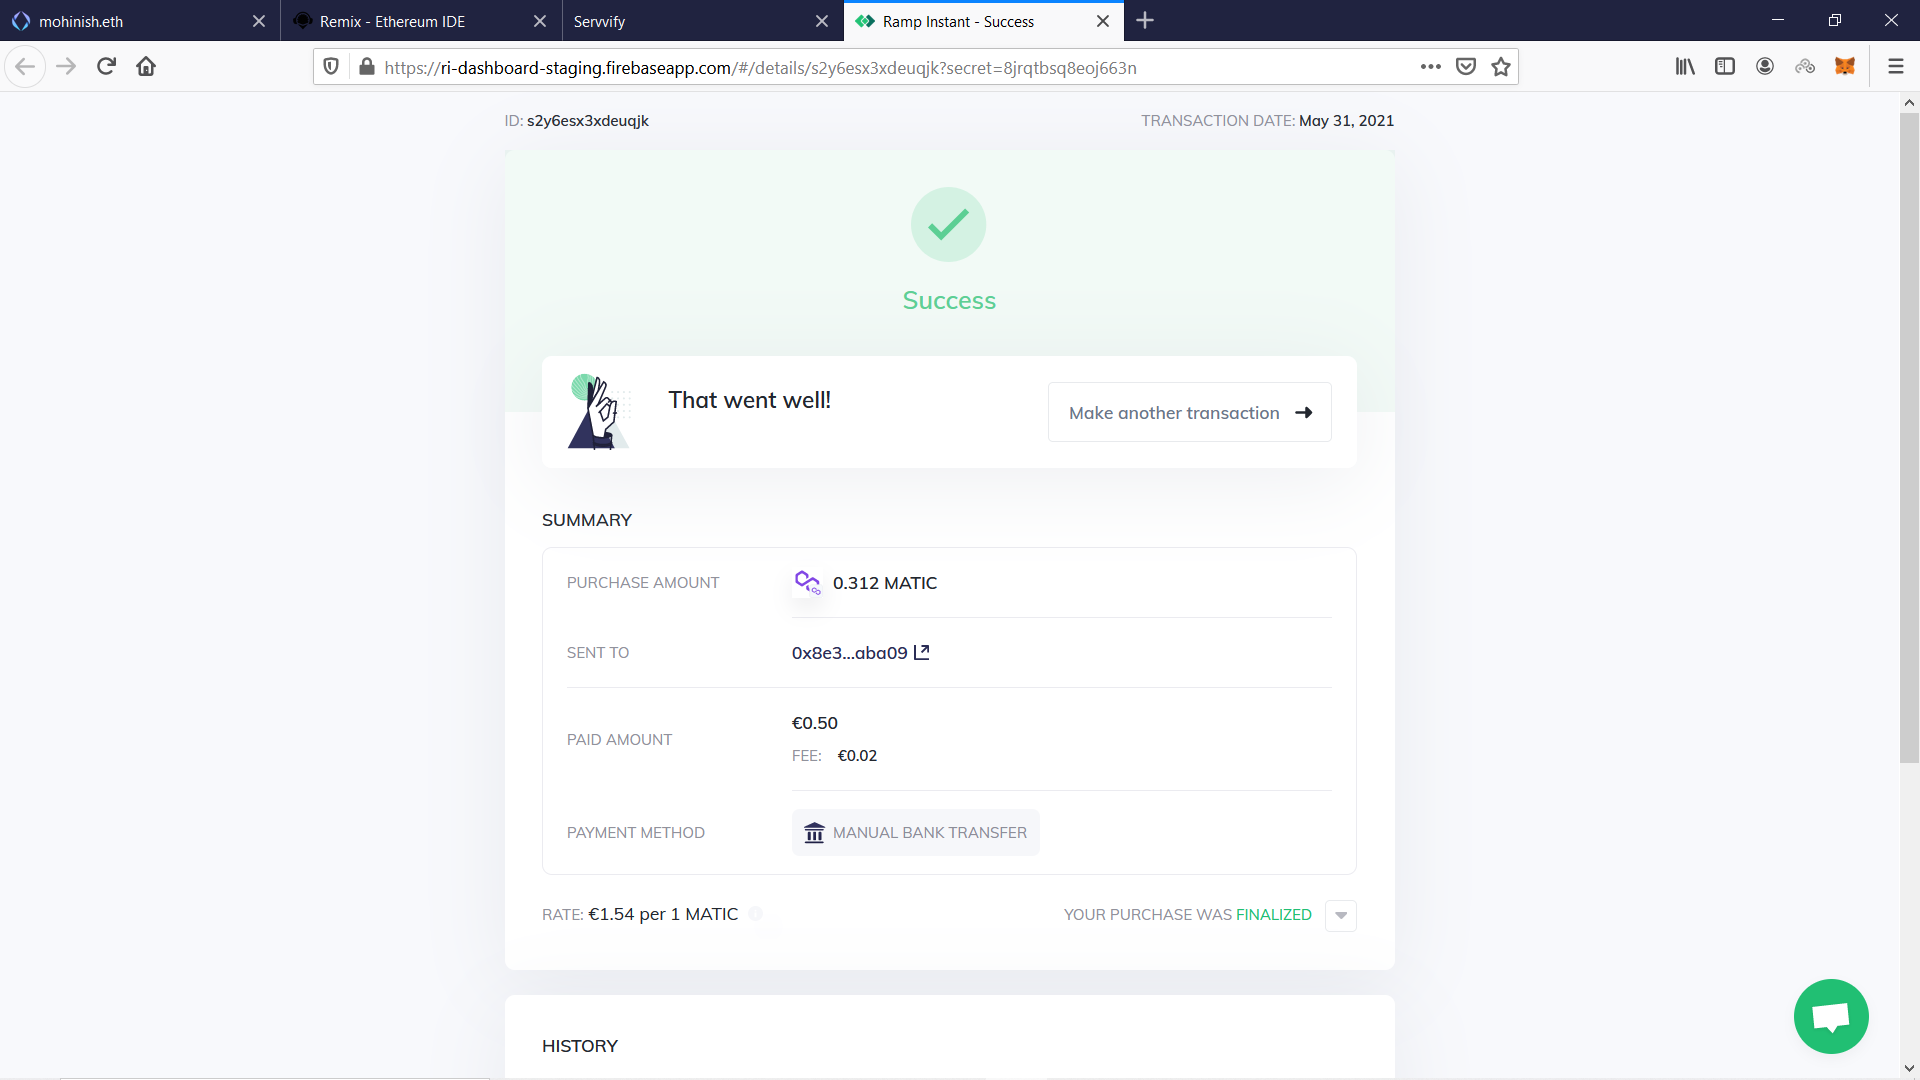 mohinish.eth
Remix - Ethereum IDE
Servvify
Ramp Instant - Success
https://ri-dashboard-staging.firebaseapp.com/#/details/s2y6esx3xdeuqjk?secret=8jrqtbsq8eoj663n
ID: s2y6esx3xdeuqjk
TRANSACTION DATE: May 31, 2021
Success
That went well!
Make another transaction
SUMMARY
PURCHASE AMOUNT
0.312 MATIC
SENT TO
0x8e3...aba09
PAID AMOUNT
€0.50
FEE: €0.02
PAYMENT METHOD
MANUAL BANK TRANSFER
RATE: €1.54 per 1 MATIC
YOUR PURCHASE WAS FINALIZED
HISTORY